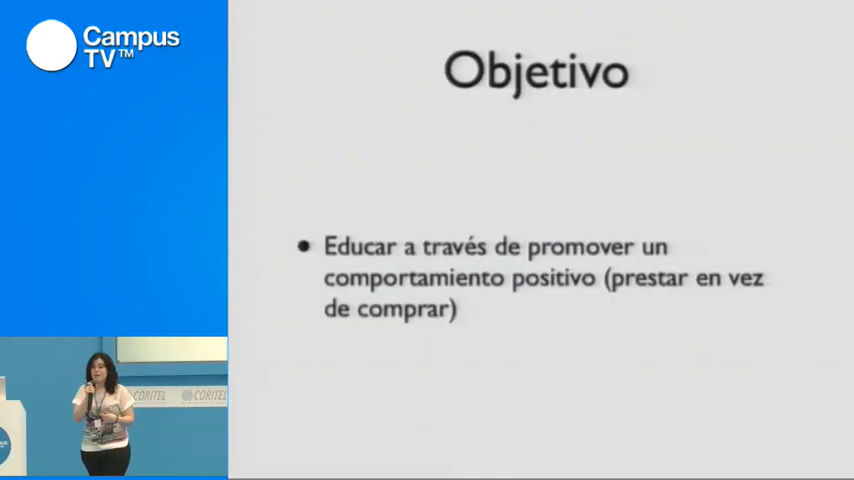 Campus
TV™
Objetivo
• Educar a través de promover un
comportamiento positivo (prestar en vez
de comprar)
CORITEL
CORITEL